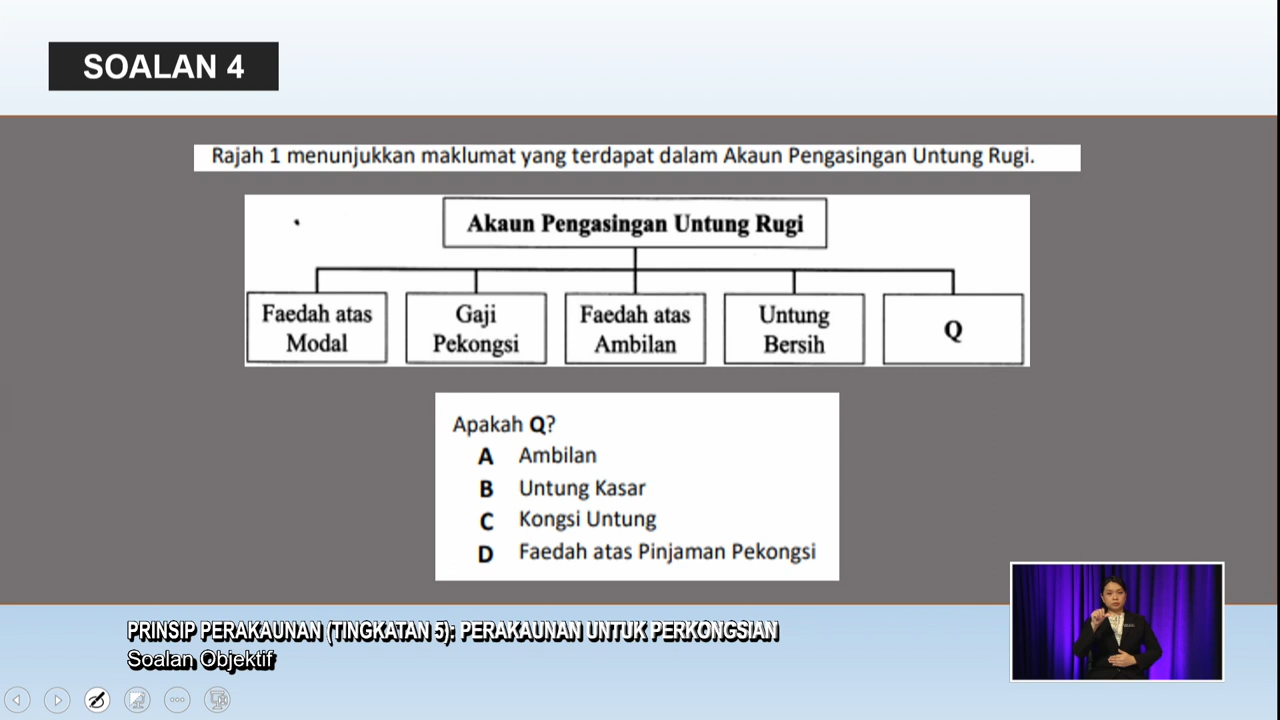 SOALAN 4
Rajah 1 menunjukkan maklumat yang terdapat dalam Akaun Pengasingan Untung Rugi.
Akaun Pengasingan Untung Rugi
Faedah atas
Modal
Gaji
Pekongsi
Faedah atas
Ambilan
Untung
Bersih
Q
Apakah Q?
A Ambilan
B Untung Kasar
C Kongsi Untung
D Faedah atas Pinjaman Pekongsi
PRINSIP PERAKAUNAN (TINGKATAN 5): PERAKAUNAN UNTUK PERKONGSIAN
Soalan Objektif